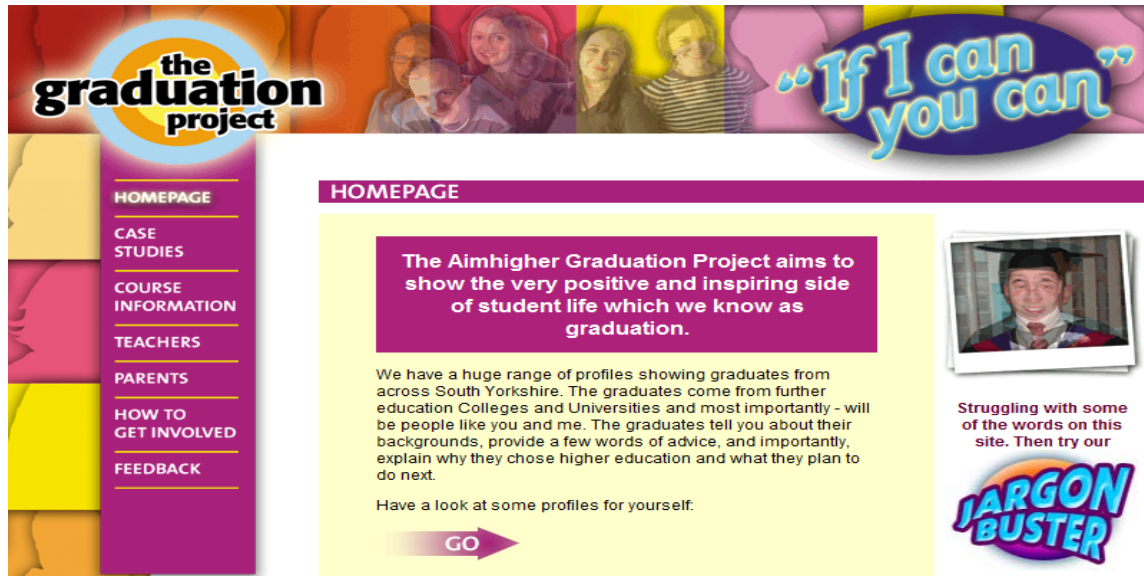 the
graduation
project
“If I can
you can”
HOMEPAGE
CASE
STUDIES
COURSE
INFORMATION
TEACHERS
PARENTS
HOW TO
GET INVOLVED
FEEDBACK
HOMEPAGE
The Aimhigher Graduation Project aims to
show the very positive and inspiring side
of student life which we know as
graduation.
We have a huge range of profiles showing graduates from
across South Yorkshire. The graduates come from further
education Colleges and Universities and most importantly - will
be people like you and me. The graduates tell you about their
backgrounds, provide a few words of advice, and importantly,
explain why they chose higher education and what they plan to
do next.
Have a look at some profiles for yourself:
GO
Struggling with some
of the words on this
site. Then try our
JARGON
BUSTER